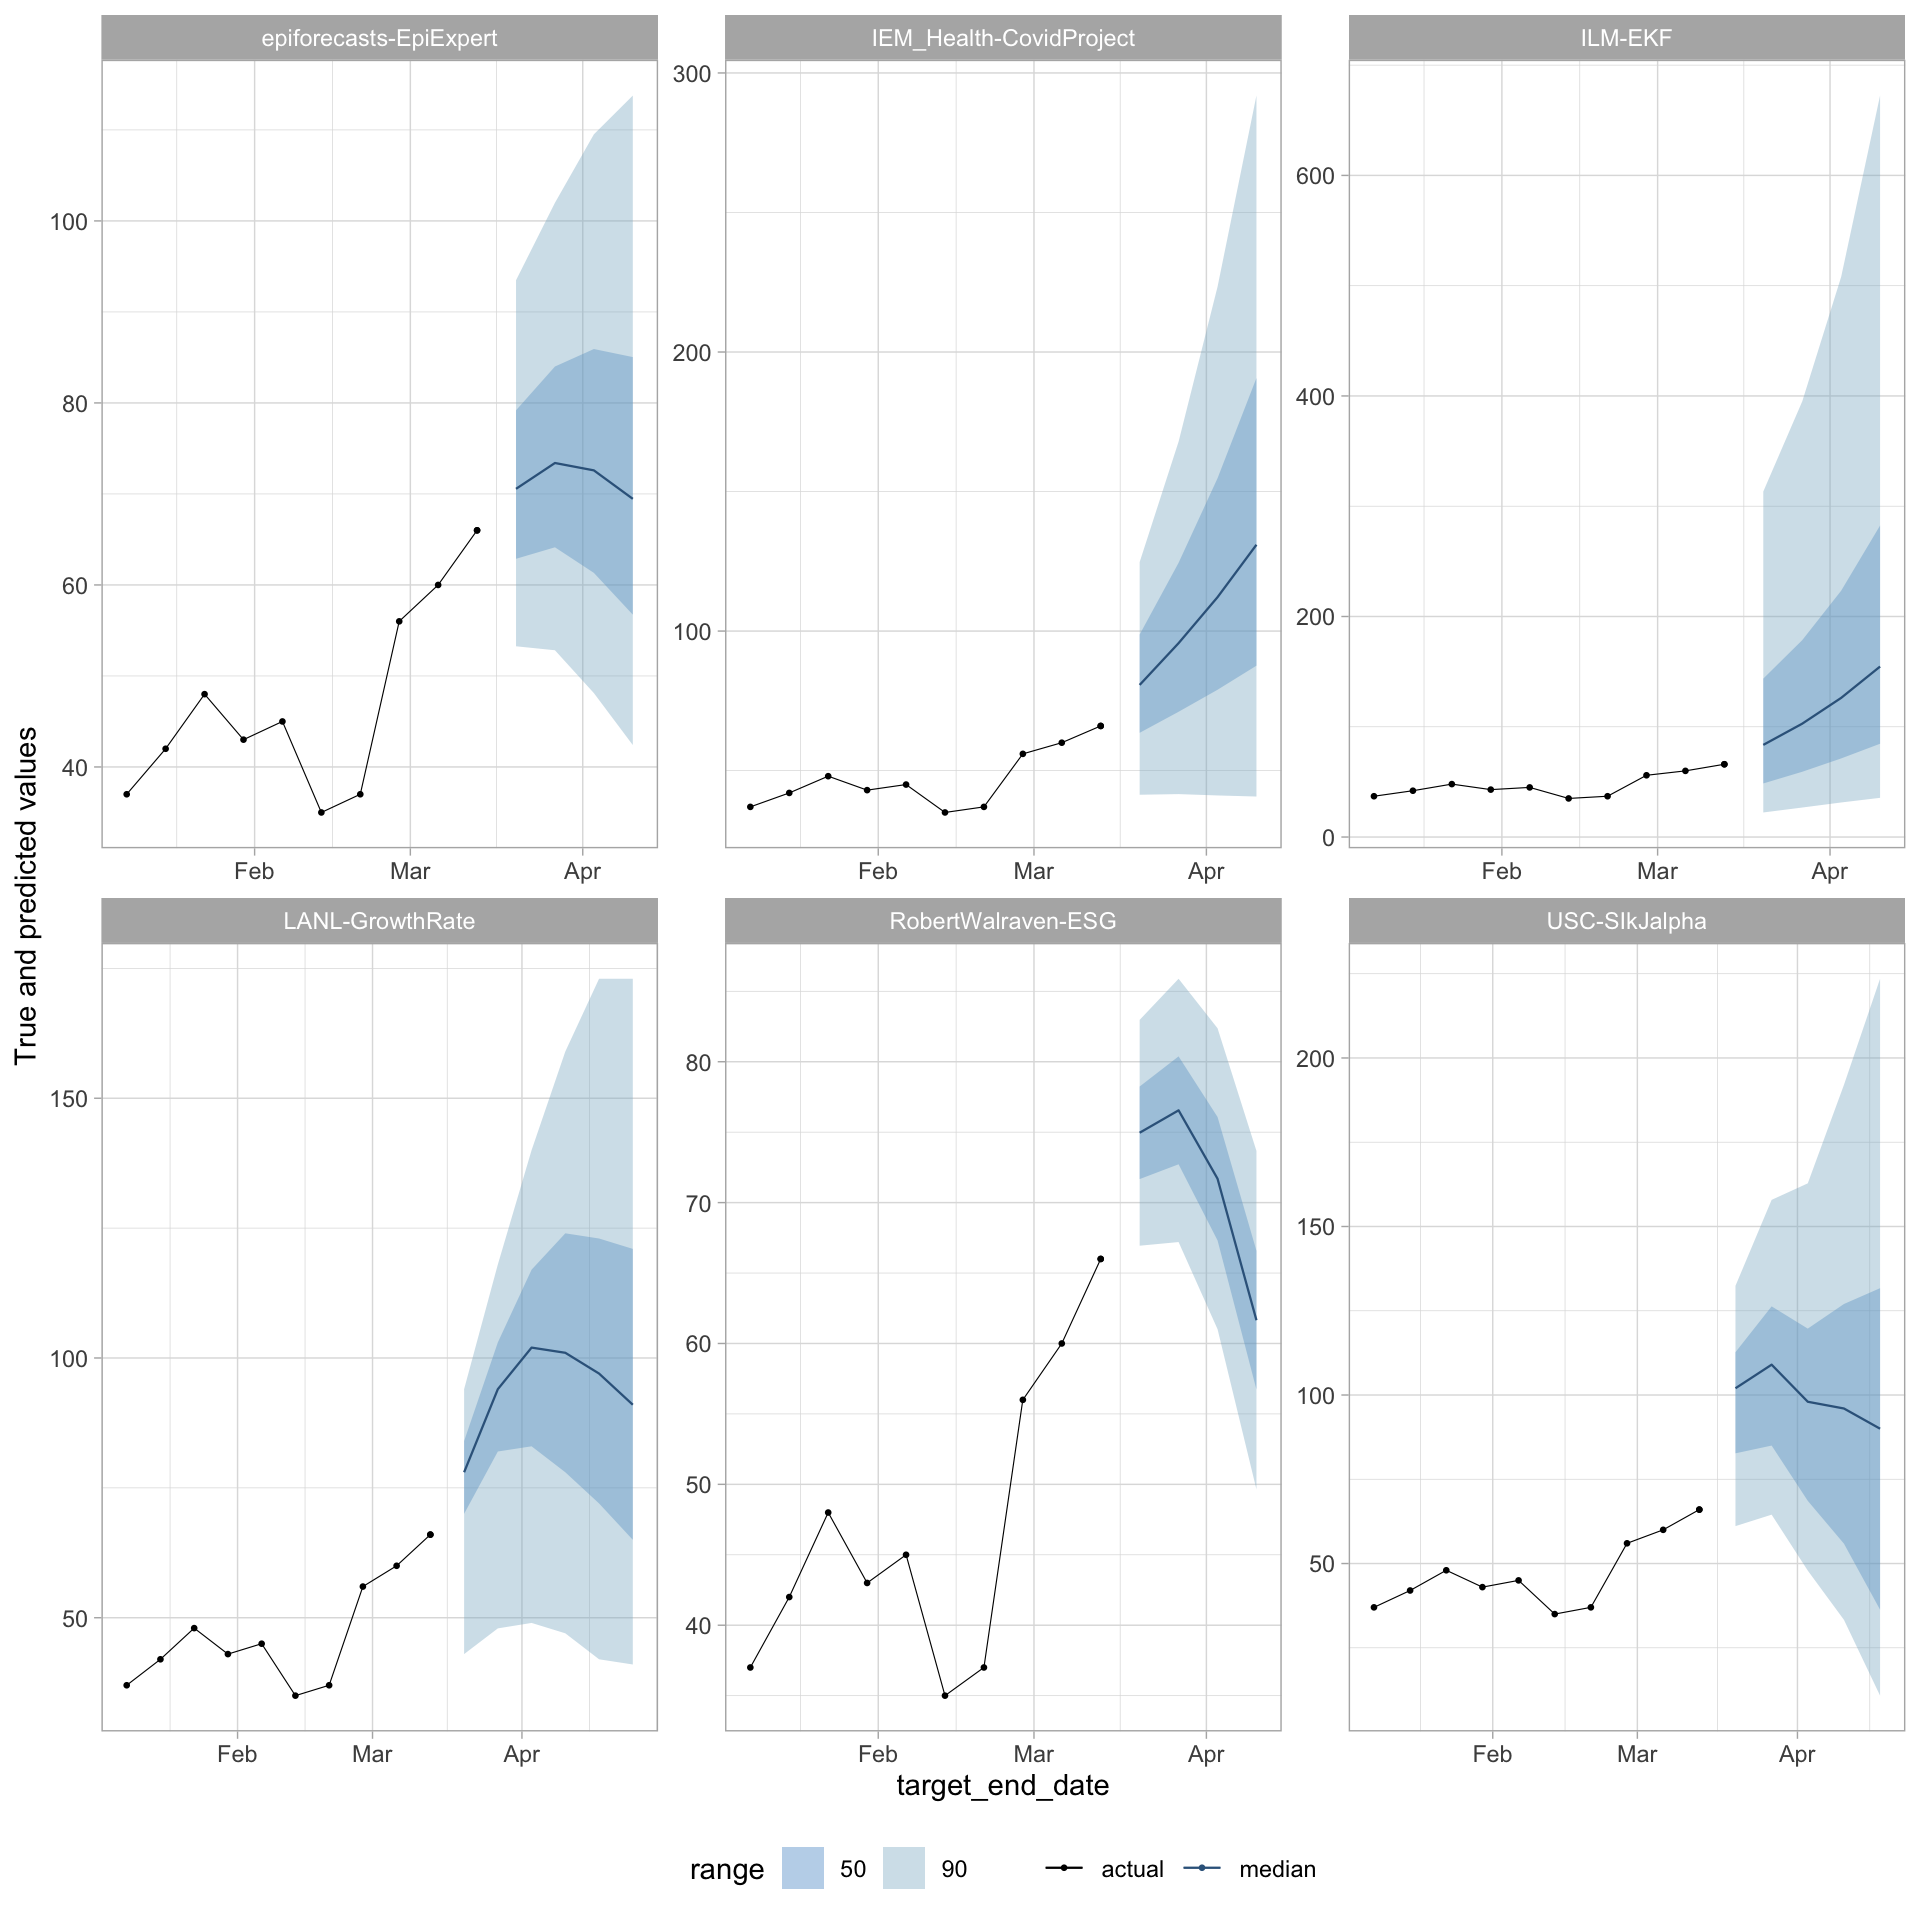 epiforecasts-EpiExpert
IEM_Health-CovidProject
ILM-EKF
100
80
60
40
300
200
100
600
400
200
0
Feb Mar Apr
Feb Mar Apr
Feb Mar Apr
True and predicted values
LANL-GrowthRate
RobertWalraven-ESG
USC-SIkJalpha
150
100
50
80
70
60
50
40
200
150
100
50
Feb Mar Apr
Feb Mar Apr
Feb Mar Apr
target_end_date
range 50 90 actual median